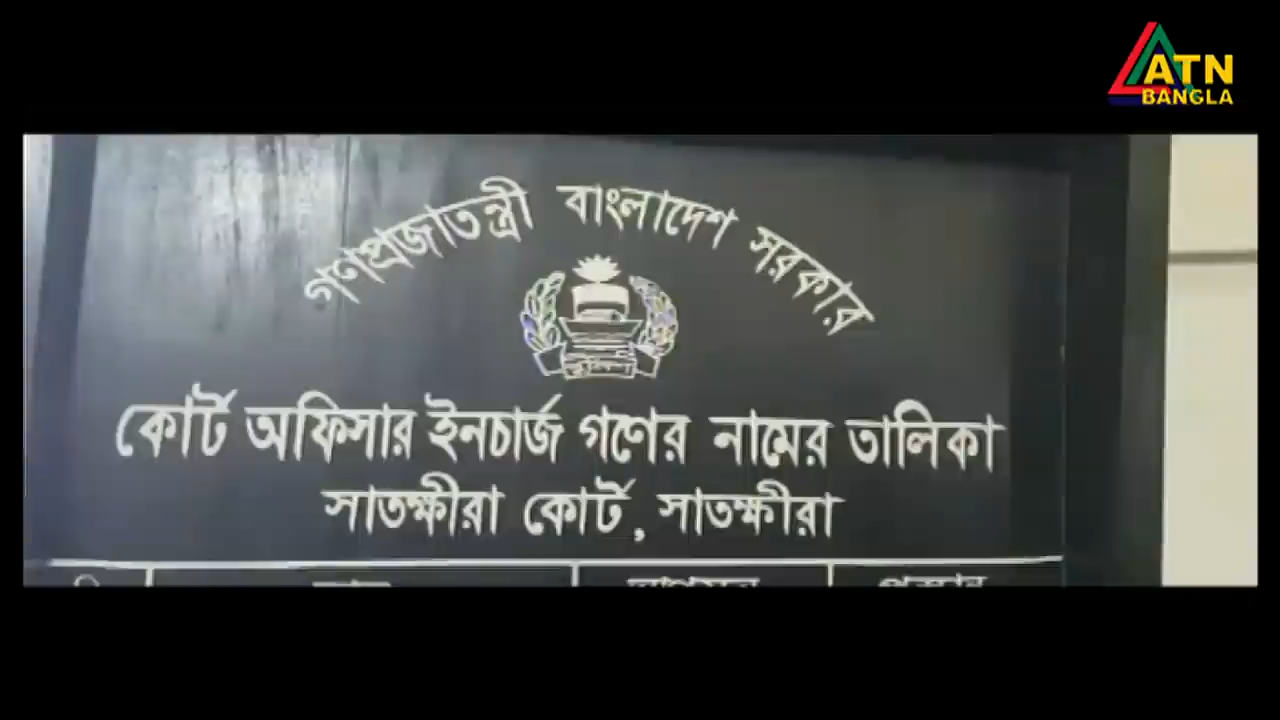 ATN
BANGLA
গণপ্রজাতন্ত্রী বাংলাদেশ সরকার
কোর্ট অফিসার ইনচার্জ গণের নামের তালিকা
সাতক্ষীরা কোর্ট, সাতক্ষীরা